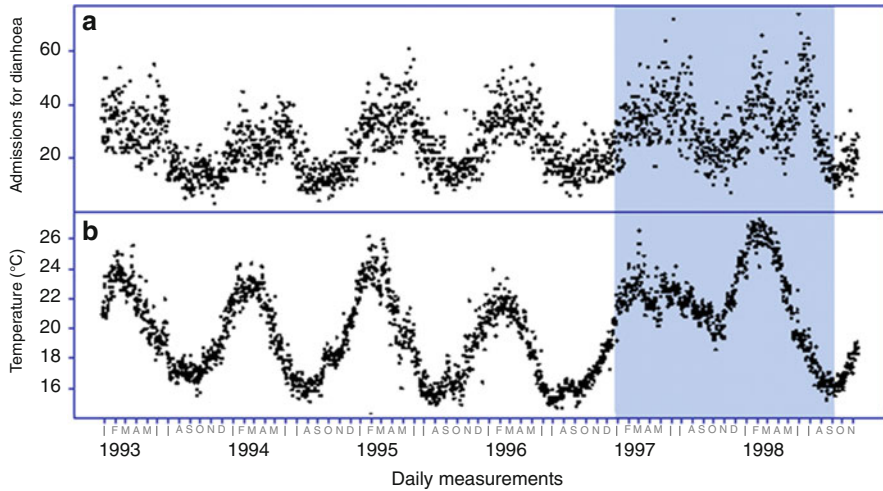 a
Admissions for dianhoea
60
40
20
b
Temperature (°C)
26
24
22
20
18
16
| F M A M | | A S O N D | F M A M | | A S O N D | F M A M | | A S O N D | F M A M | | A S O N D | F M A M | | A S O N D | F M A M | | A S O N
1993 1994 1995 1996 1997 1998
Daily measurements